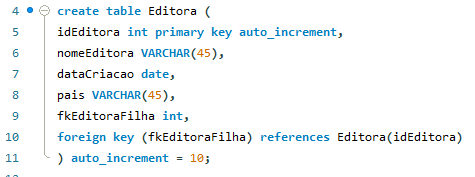 4 create table Editora (
5 idEditora int primary key auto_increment,
6 nomeEditora VARCHAR(45),
7 dataCriacao date,
8 pais VARCHAR(45),
9 fkEditoraFilha int,
10 foreign key (fkEditoraFilha) references Editora(idEditora)
11 ) auto_increment = 10;